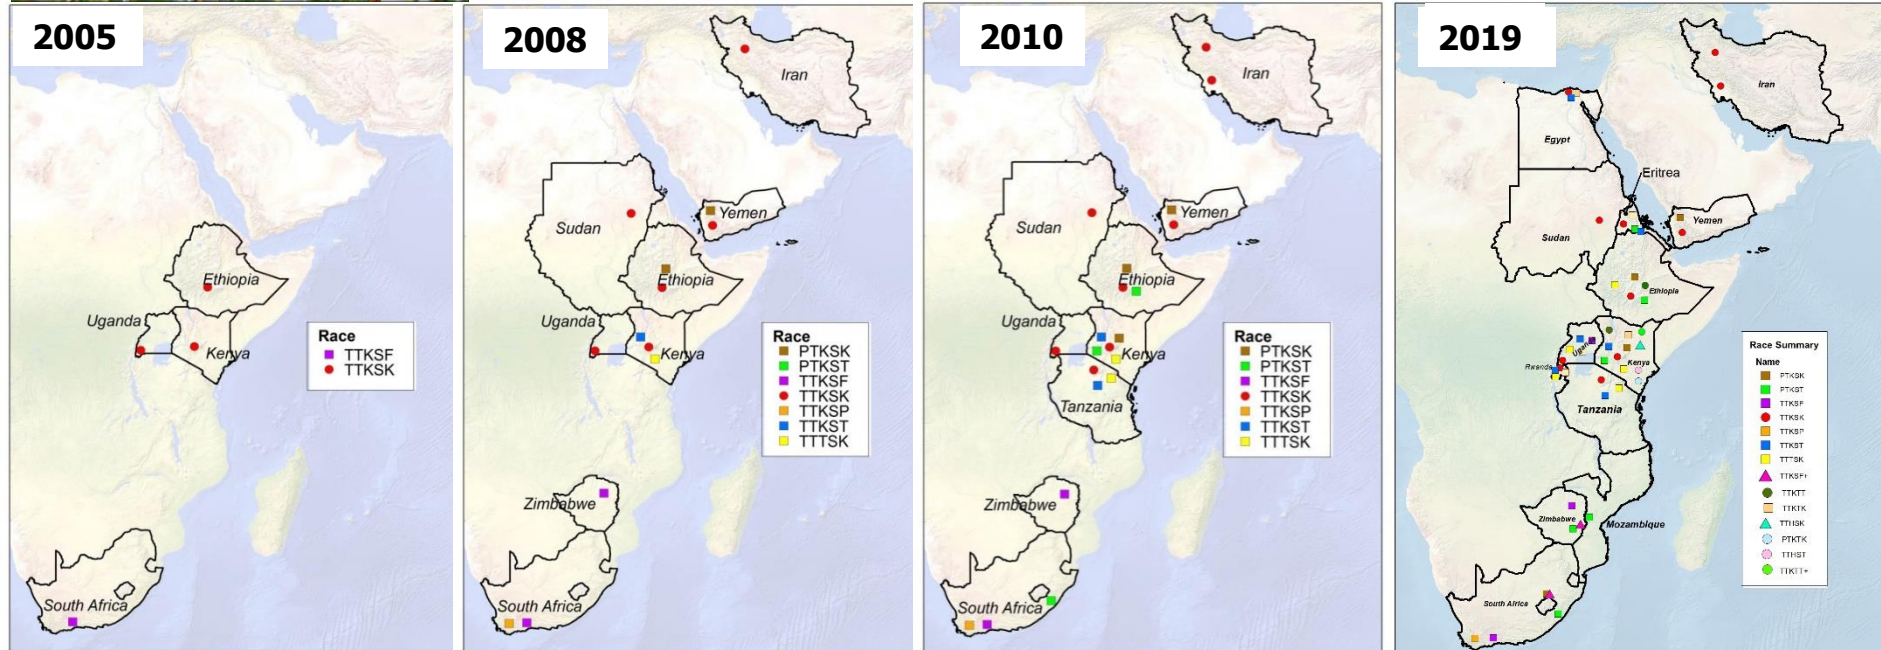 2005
Ethiopia
Uganda
Kenya
South Africa
Race
TTKSF
TTKSK
2008
Iran
Sudan
Yemen
Ethiopia
Uganda
Kenya
Zimbabwe
South Africa
Race
PTKSK
PTKST
TTKSF
TTKSK
TTKSP
TTKST
TTTSK
2010
Iran
Sudan
Yemen
Ethiopia
Uganda
Kenya
Tanzania
Zimbabwe
South Africa
Race
PTKSK
PTKST
TTKSF
TTKSK
TTKSP
TTKST
TTTSK
2019
Iran
Egypt
Eritrea
Sudan
Yemen
Ethiopia
Uganda
Kenya
Rwanda
Tanzania
Zimbabwe
Mozambique
South Africa
Race Summary
Name
PTKSK
PTKST
TTKSF
TTKSK
TTKSP
TTKST
TTTSK
TTKSF+
TTKTT
TTKTK
TTHSK
PTKTK
TTHST
TTKTT+